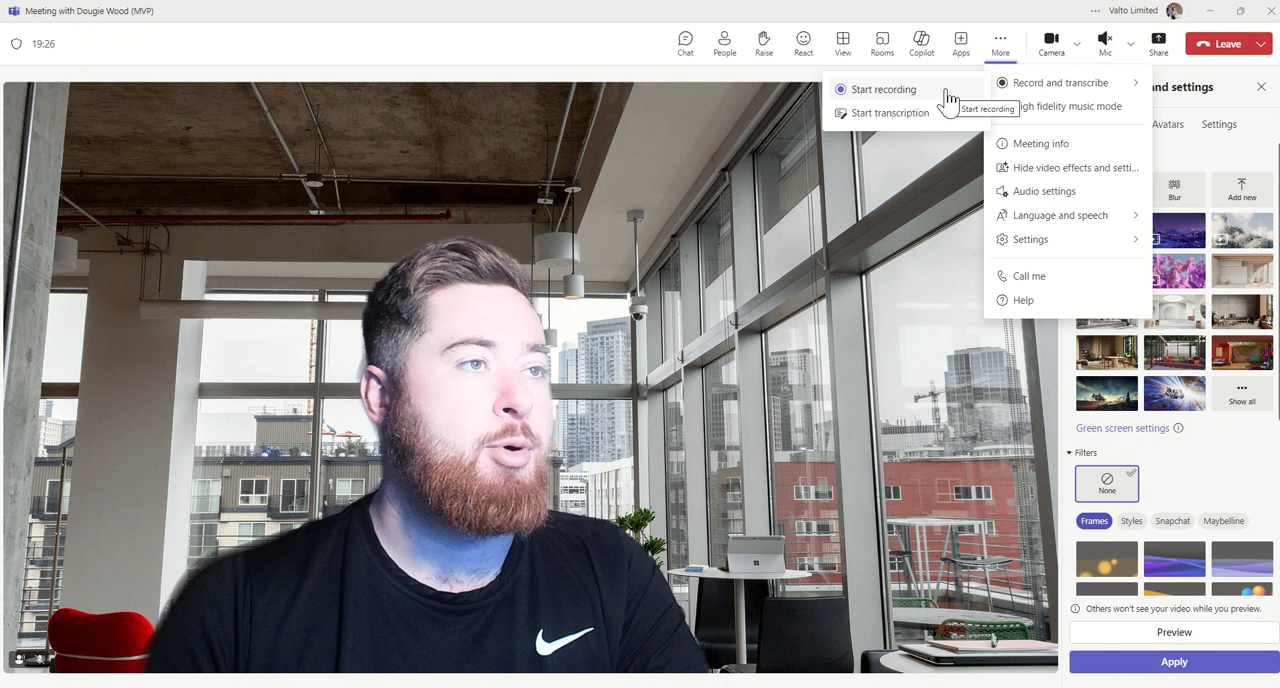 Meeting with Dougie Wood (MVP)
Valto Limited
19:26
Chat
People
Raise
React
View
Rooms
Copilot
Apps
More
Camera
Mic
Share
Leave
Start recording
Start transcription
Start recording
Record and transcribe
igh fidelity music mode
Meeting info
Hide video effects and setti...
Audio settings
Language and speech
Settings
Call me
Help
and settings
Avatars
Settings
Blur
Add new
Show all
Green screen settings
Filters
None
Frames
Styles
Snapchat
Maybelline
Others won't see your video while you preview.
Preview
Apply